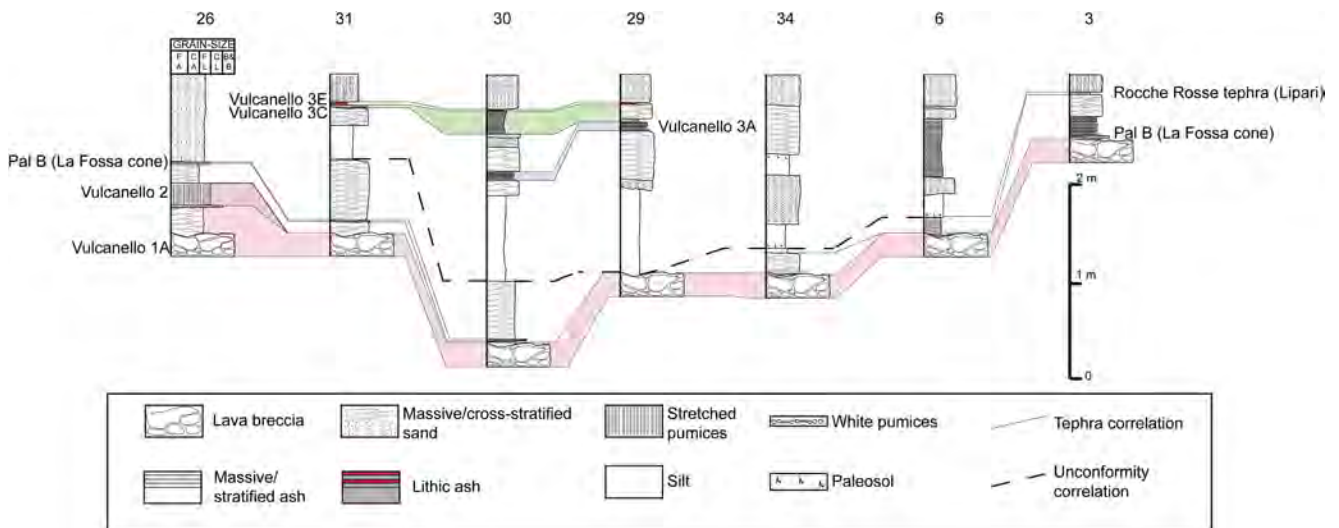 26 31 30 29 34 6 3
GRAIN-SIZE
F A C A F L C L B&B
Vulcanello 3E
Vulcanello 3C
Vulcanello 3A
Rocche Rosse tephra (Lipari)
Pal B (La Fossa cone)
Pal B (La Fossa cone)
Vulcanello 2
Vulcanello 1A
2 m
1 m
0
Lava breccia
Massive/cross-stratified
sand
Stretched
pumices
White pumices
Tephra correlation
Massive/
stratified ash
Lithic ash
Silt
Paleosol
Unconformity
correlation